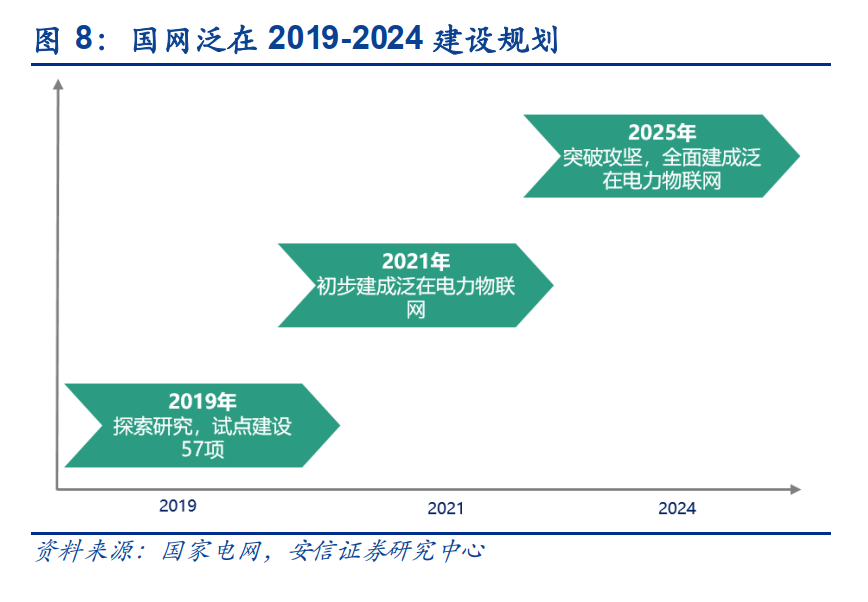 图 8：国网泛在 2019-2024 建设规划
2025年
突破攻坚，全面建成泛
在电力物联网
2021年
初步建成泛在电力物联
网
2019年
探索研究，试点建设
57项
2019
2021
2024
资料来源：国家电网，安信证券研究中心